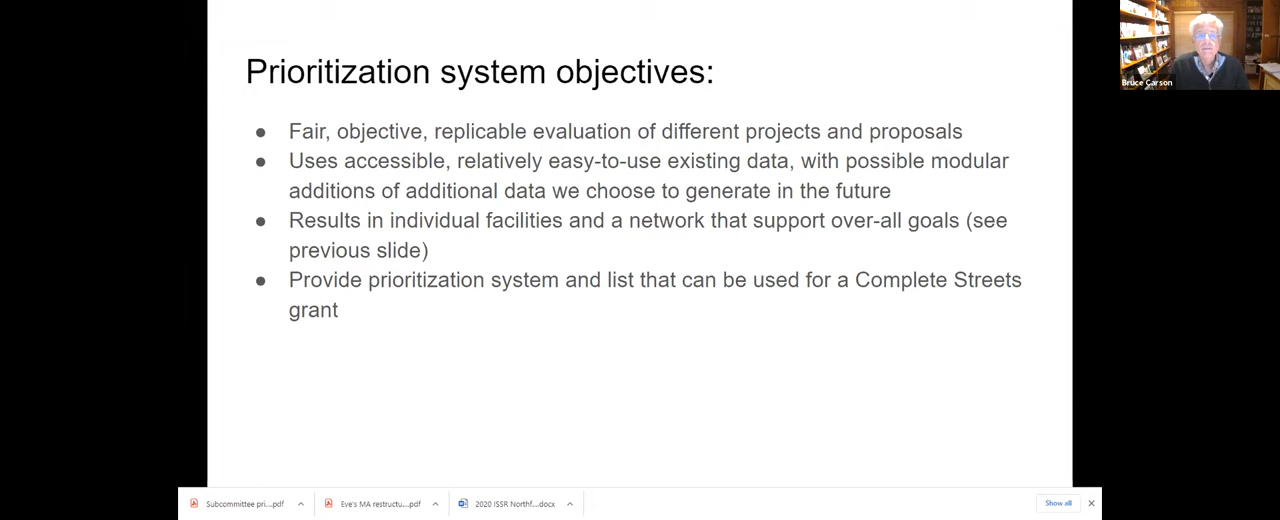 Prioritization system objectives:
● Fair, objective, replicable evaluation of different projects and proposals
● Uses accessible, relatively easy-to-use existing data, with possible modular
additions of additional data we choose to generate in the future
● Results in individual facilities and a network that support over-all goals (see
previous slide)
● Provide prioritization system and list that can be used for a Complete Streets
grant
Bruce Carson
Subcommittee pri....pdf
Eve's MA restructu....pdf
2020 ISSR Northf....docx
Show all